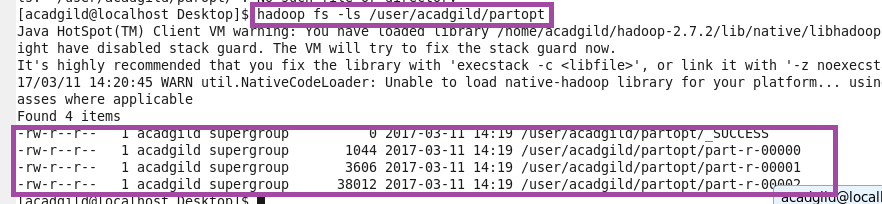 [acadgild@localhost Desktop]$ hadoop fs -ls /user/acadgild/partopt
Java HotSpot(TM) Client VM warning: You have loaded library /home/acadgild/hadoop-2.7.2/lib/native/libhadoop
ight have disabled stack guard. The VM will try to fix the stack guard now.
It's highly recommended that you fix the library with 'execstack -c <libfile>', or link it with '-z noexecst
17/03/11 14:20:45 WARN util.NativeCodeLoader: Unable to load native-hadoop library for your platform... usin
asses where applicable
Found 4 items
-rw-r--r--   1 acadgild supergroup          0 2017-03-11 14:19 /user/acadgild/partopt/_SUCCESS
-rw-r--r--   1 acadgild supergroup       1044 2017-03-11 14:19 /user/acadgild/partopt/part-r-00000
-rw-r--r--   1 acadgild supergroup       3606 2017-03-11 14:19 /user/acadgild/partopt/part-r-00001
-rw-r--r--   1 acadgild supergroup      38012 2017-03-11 14:19 /user/acadgild/partopt/part-r-00002
[acadgild@localhost Desktop]$
acadgild@localh